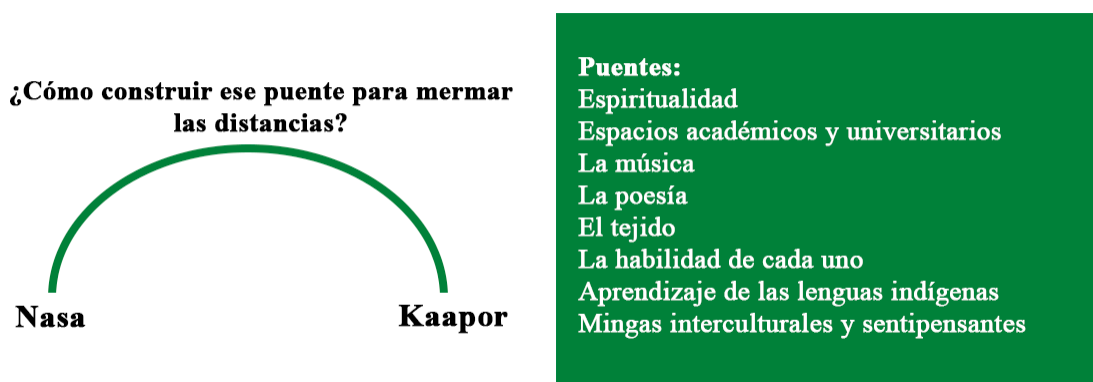 ¿Cómo construir ese puente para mermar
las distancias?
Nasa
Kaapor
Puentes:
Espiritualidad
Espacios académicos y universitarios
La música
La poesía
El tejido
La habilidad de cada uno
Aprendizaje de las lenguas indígenas
Mingas interculturales y sentipensantes